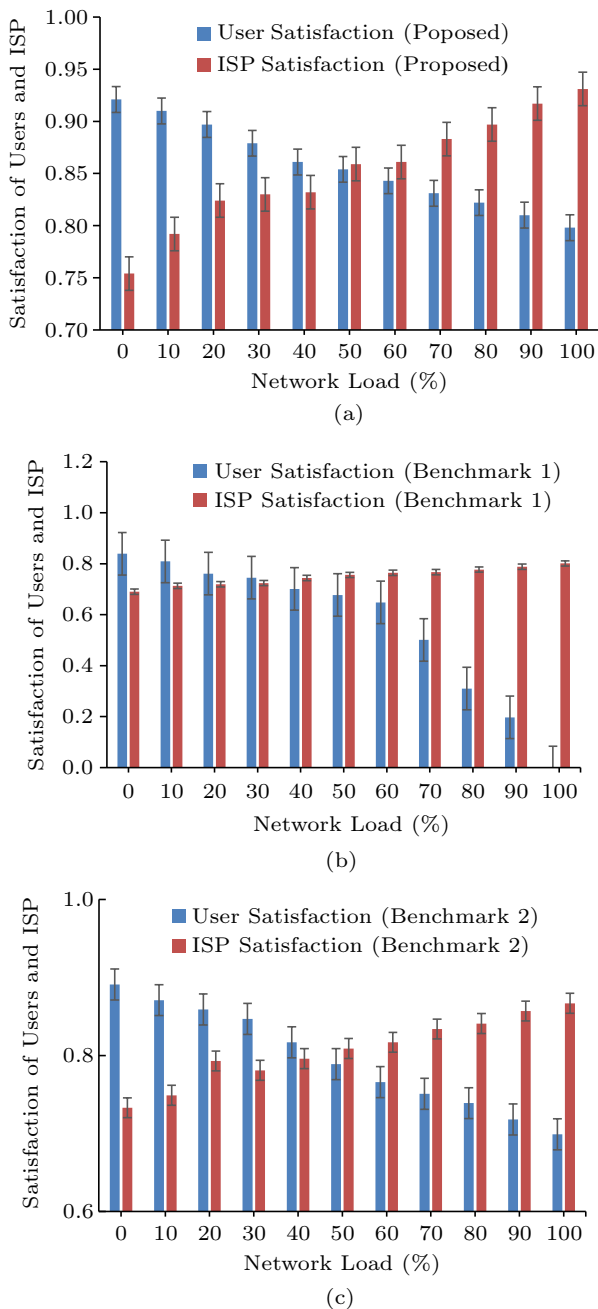 1.00
0.95
0.90
0.85
0.80
0.75
0.70
Satisfaction of Users and ISP
User Satisfaction (Poposed)
ISP Satisfaction (Proposed)
0 10 20 30 40 50 60 70 80 90 100
Network Load (%)
(a)
1.2
1.0
0.8
0.6
0.4
0.2
0.0
Satisfaction of Users and ISP
User Satisfaction (Benchmark 1)
ISP Satisfaction (Benchmark 1)
0 10 20 30 40 50 60 70 80 90 100
Network Load (%)
(b)
1.0
0.8
0.6
Satisfaction of Users and ISP
User Satisfaction (Benchmark 2)
ISP Satisfaction (Benchmark 2)
0 10 20 30 40 50 60 70 80 90 100
Network Load (%)
(c)